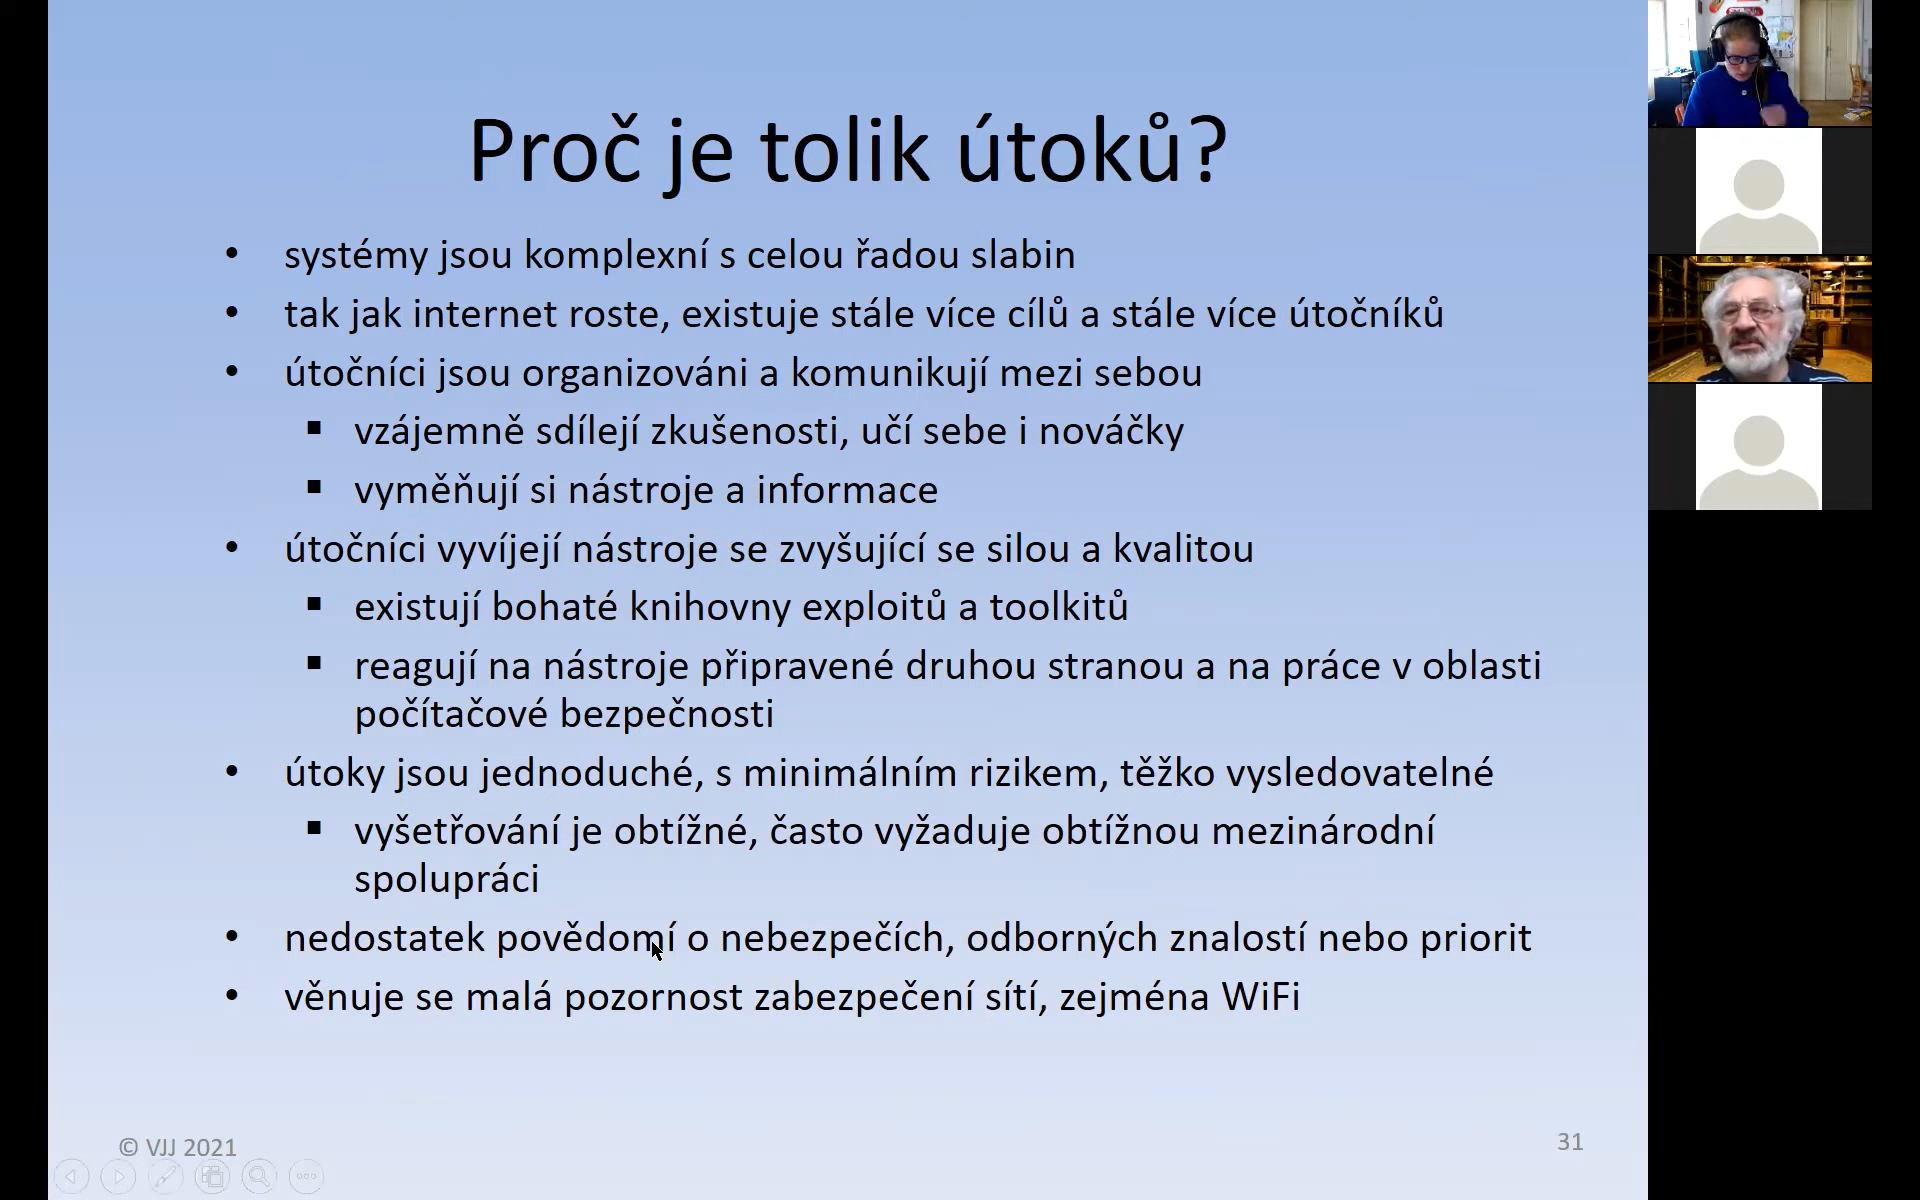 Proč je tolik útoků?
• systémy jsou komplexní s celou řadou slabin
• tak jak internet roste, existuje stále více cílů a stále více útočníků
• útočníci jsou organizováni a komunikují mezi sebou
▪ vzájemně sdílejí zkušenosti, učí sebe i nováčky
▪ vyměňují si nástroje a informace
• útočníci vyvíjejí nástroje se zvyšující se silou a kvalitou
▪ existují bohaté knihovny exploitů a toolkitů
▪ reagují na nástroje připravené druhou stranou a na práce v oblasti
počítačové bezpečnosti
• útoky jsou jednoduché, s minimálním rizikem, těžko vysledovatelné
▪ vyšetřování je obtížné, často vyžaduje obtížnou mezinárodní
spolupráci
• nedostatek povědomí o nebezpečích, odborných znalostí nebo priorit
• věnuje se malá pozornost zabezpečení sítí, zejména WiFi
© VJJ 2021
31